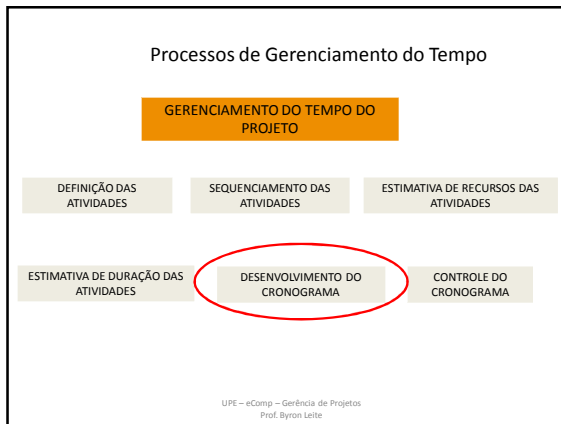 Processos de Gerenciamento do Tempo
GERENCIAMENTO DO TEMPO DO
PROJETO
DEFINIÇÃO DAS
ATIVIDADES
SEQUENCIAMENTO DAS
ATIVIDADES
ESTIMATIVA DE RECURSOS DAS
ATIVIDADES
ESTIMATIVA DE DURAÇÃO DAS
ATIVIDADES
DESENVOLVIMENTO DO
CRONOGRAMA
CONTROLE DO
CRONOGRAMA
UPE – eComp – Gerência de Projetos
Prof. Byron Leite